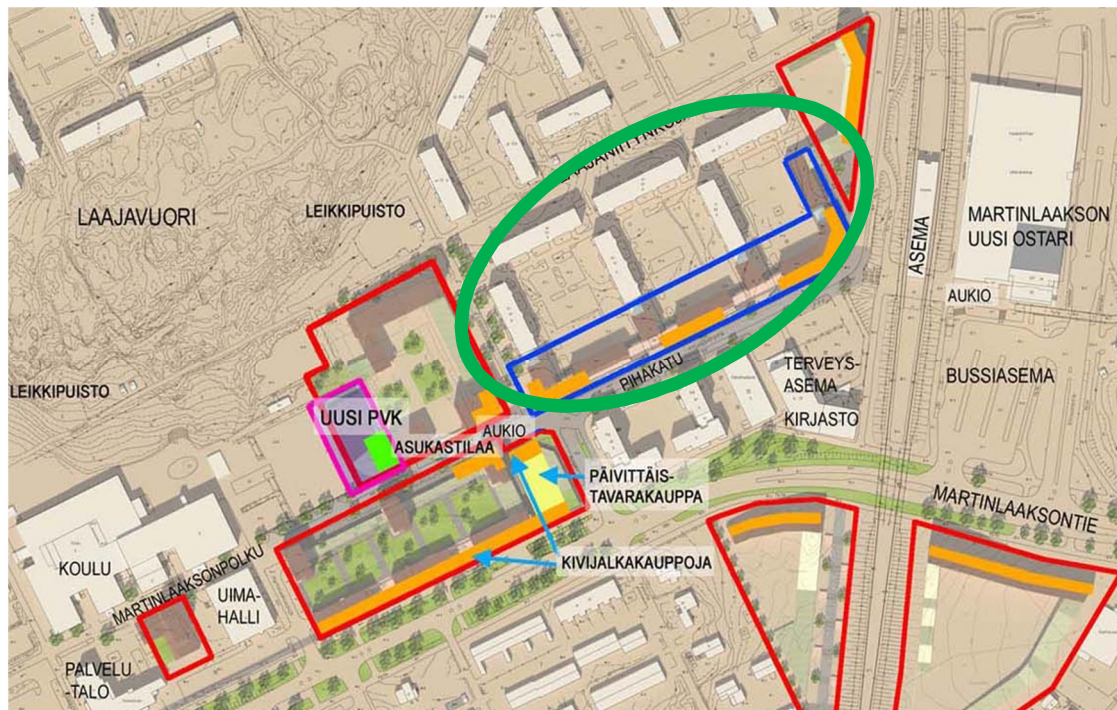 LAAJAVUORI
LEIKKIPUISTO
LEIKKIPUISTO
ASEMA
MARTINLAAKSON
UUSI OSTARI
AUKIO
BUSSIASEMA
TERVEYS-
ASEMA
KIRJASTO
PIHAKATU
UUSI PVK
AUKIO
ASUKASTILAA
PÄIVITTÄIS-
TAVARAKAUPPA
MARTINLAAKSONTIE
KIVIJALKAKAUPPOJA
KOULU
MARTINLAAKSONPOLKU
UIMA-
HALLI
PALVELU
-TALO